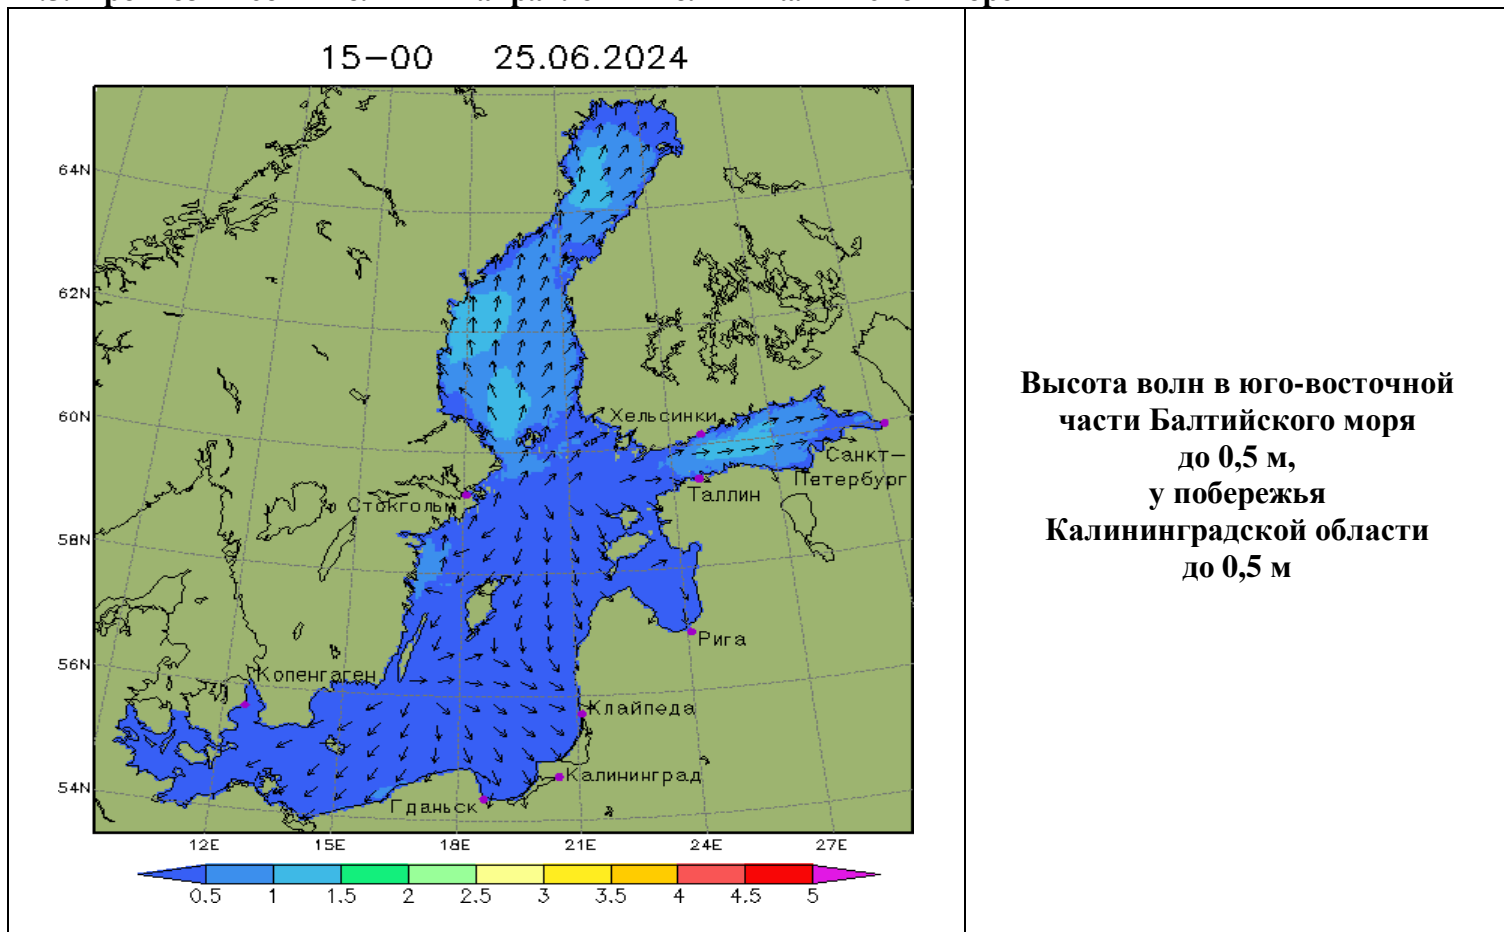 15-00 25.06.2024
64N
62N
60N
58N
56N
54N
Хельсинки
Санкт-
Петербург
Таллин
Стокгольм
Рига
Копенгаген
Клайпеда
Калининград
Гданьск
12E 15E 18E 21E 24E 27E
0.5 1 1.5 2 2.5 3 3.5 4 4.5 5
Высота волн в юго-восточной
части Балтийского моря
до 0,5 м,
у побережья
Калининградской области
до 0,5 м